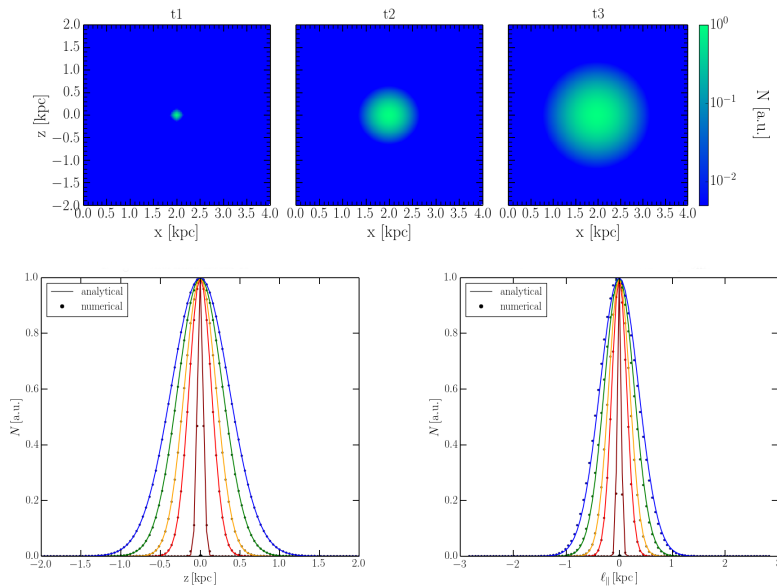 t1 t2 t3
2.0 10⁰
1.5
1.0
0.5
z [kpc] 0.0 10⁻¹ N [a.u.]
−0.5
−1.0
−1.5 10⁻²
−2.0
0.0 0.5 1.0 1.5 2.0 2.5 3.0 3.5 4.0 0.0 0.5 1.0 1.5 2.0 2.5 3.0 3.5 4.0 0.0 0.5 1.0 1.5 2.0 2.5 3.0 3.5 4.0
x [kpc] x [kpc] x [kpc]
1.0 1.0
analytical analytical
numerical numerical
0.8 0.8
0.6 0.6
N [a.u.] N [a.u.]
0.4 0.4
0.2 0.2
0.0 0.0
−2.0 −1.5 −1.0 −0.5 0.0 0.5 1.0 1.5 2.0 −3 −2 −1 0 1 2
z [kpc] ℓ∥ [kpc]